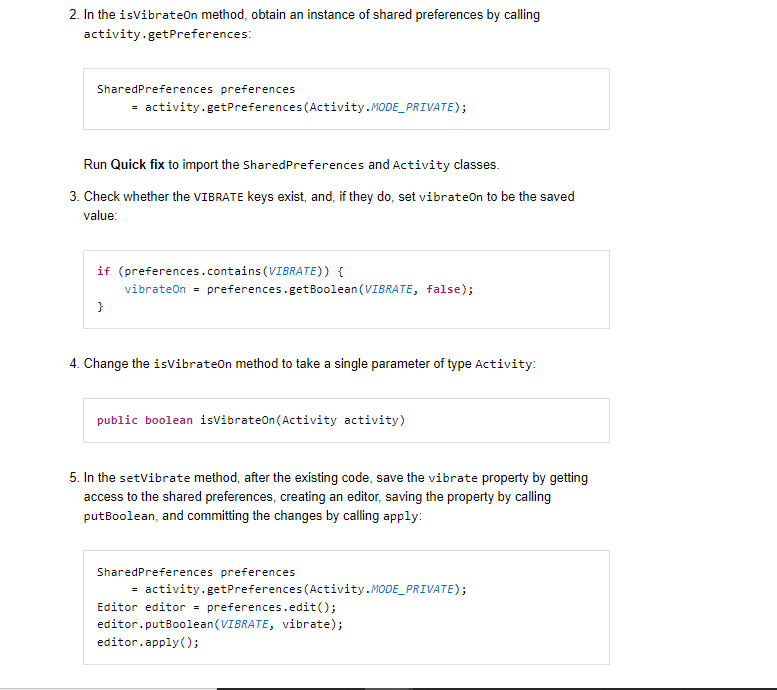 2. In the isVibrateOn method, obtain an instance of shared preferences by calling
activity.getPreferences:
SharedPreferences preferences
= activity.getPreferences(Activity.MODE_PRIVATE);
Run Quick fix to import the SharedPreferences and Activity classes.
3. Check whether the VIBRATE keys exist, and, if they do, set vibrateOn to be the saved
value:
if (preferences.contains(VIBRATE)) {
vibrateOn = preferences.getBoolean(VIBRATE, false);
}
4. Change the isVibrateOn method to take a single parameter of type Activity:
public boolean isVibrateOn(Activity activity)
5. In the setVibrate method, after the existing code, save the vibrate property by getting
access to the shared preferences, creating an editor, saving the property by calling
putBoolean, and committing the changes by calling apply:
SharedPreferences preferences
= activity.getPreferences(Activity.MODE_PRIVATE);
Editor editor = preferences.edit();
editor.putBoolean(VIBRATE, vibrate);
editor.apply();